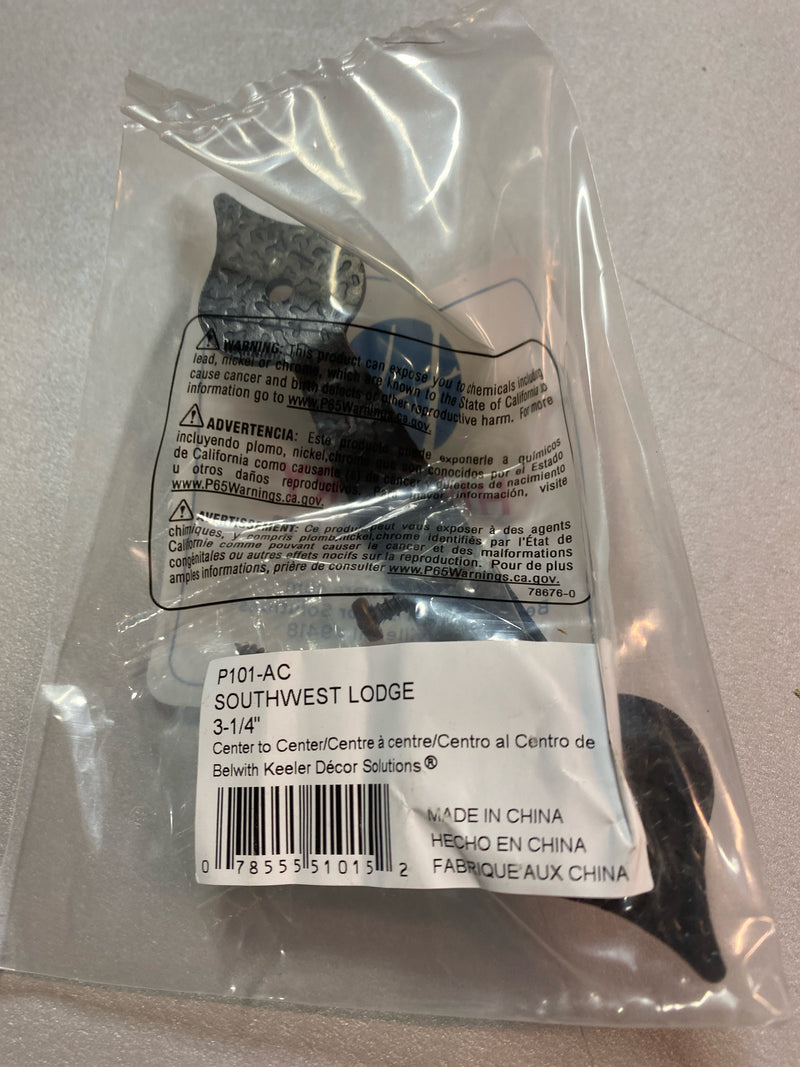 WARNING: This product can expose you to chemicals including
lead, nickel or chrome, which are known to the State of California to
cause cancer and birth defects or other reproductive harm. For more
information go to www.P65Warnings.ca.gov.
ADVERTENCIA: Este producto puede exponerle a químicos
incluyendo plomo, nickel,chrome que son conocidos por el Estado
de California como causante (s) de cáncer y defectos de nacimiento
u otros daños reproductivos. Para mayor información, visite
www.P65Warnings.ca.gov.
AVERTISSEMENT: Ce produit peut vous exposer à des agents
chimiques, y compris plomb,nickel,chrome identifiés par l'État de
Californie comme pouvant causer le cancer et des malformations
congénitales ou autres effets nocifs sur la reproduction. Pour de plus
amples informations, prière de consulter www.P65Warnings.ca.gov.
78676-0
P101-AC
SOUTHWEST LODGE
3-1/4"
Center to Center/Centre à centre/Centro al Centro de
Belwith Keeler Décor Solutions®
MADE IN CHINA
HECHO EN CHINA
FABRIQUE AUX CHINA
0 78555 51015 2